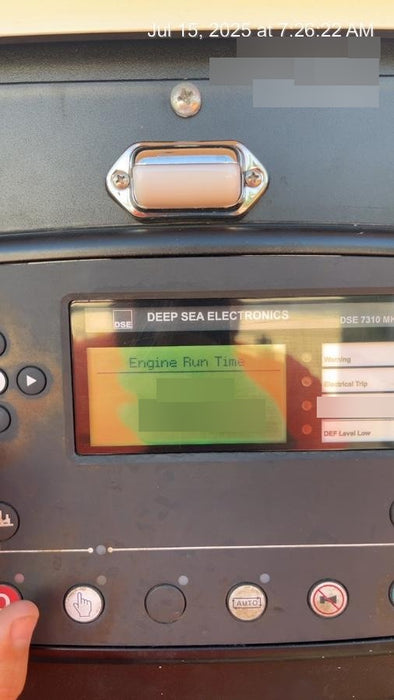 Jul 15, 2025 at 7:26:22 AM
DSE
DEEP SEA ELECTRONICS
DSE 7310 MK
Engine Run Time
Warning
Electrical Trip
DEF Level Low
AUTO